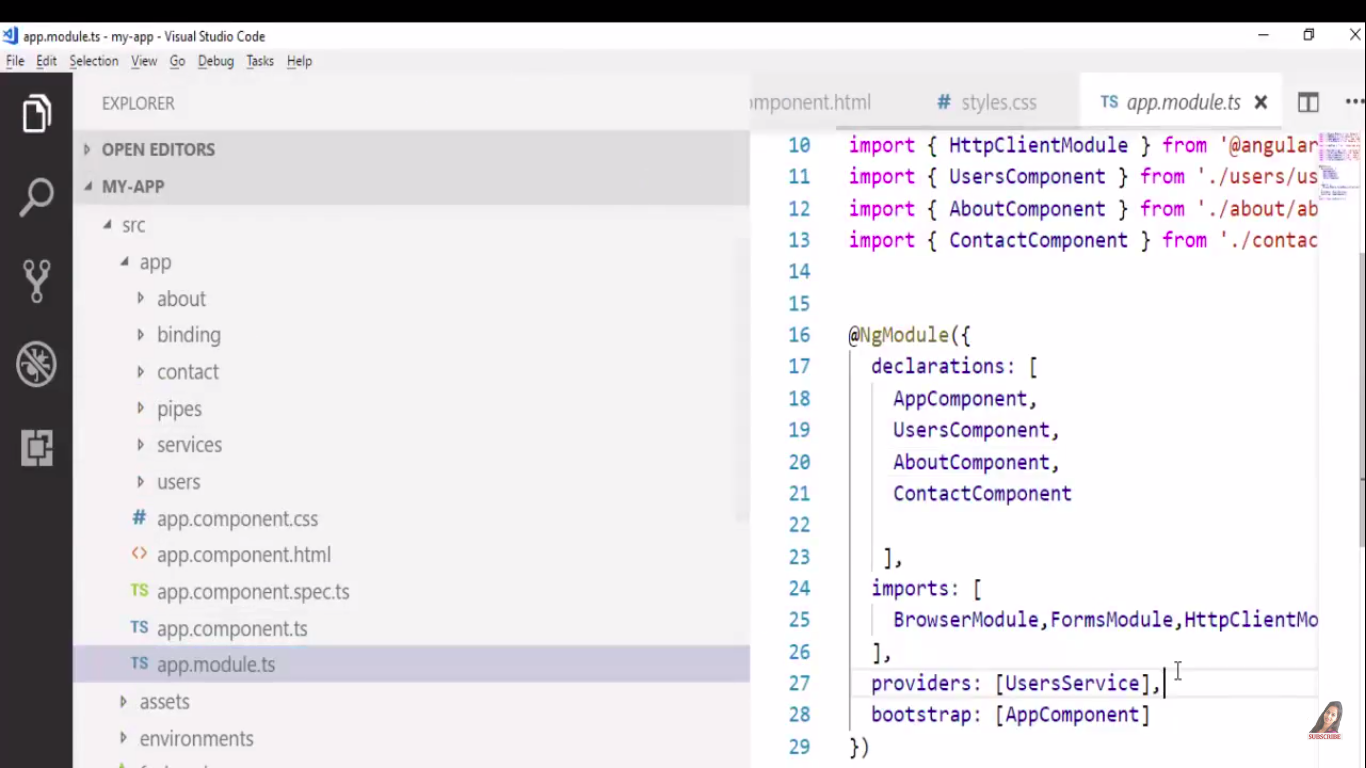 app.module.ts - my-app - Visual Studio Code
File Edit Selection View Go Debug Tasks Help
EXPLORER
OPEN EDITORS
MY-APP
src
app
about
binding
contact
pipes
services
users
# app.component.css
<> app.component.html
TS app.component.spec.ts
TS app.component.ts
TS app.module.ts
assets
environments
omponent.html # styles.css TS app.module.ts
10 import { HttpClientModule } from '@angular
11 import { UsersComponent } from './users/us
12 import { AboutComponent } from './about/ab
13 import { ContactComponent } from './contac
14
15
16 @NgModule({
17 declarations: [
18 AppComponent,
19 UsersComponent,
20 AboutComponent,
21 ContactComponent
22
23 ],
24 imports: [
25 BrowserModule,FormsModule,HttpClientMo
26 ],
27 providers: [UsersService],
28 bootstrap: [AppComponent]
29 })
SUBSCRIBE